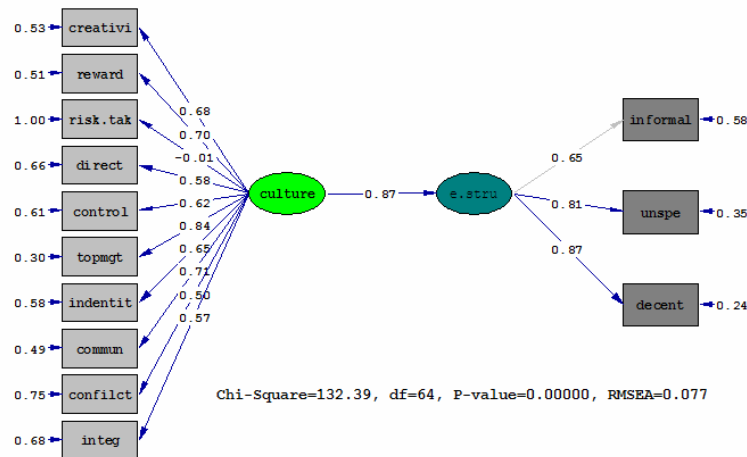 0.53 creativi
0.51 reward
1.00 risk.tak
0.66 direct
0.61 control
0.30 topmgt
0.58 indentit
0.49 commun
0.75 confilct
0.68 integ
0.68
0.70
-0.01
0.58
0.62
0.84
0.65
0.71
0.50
0.57
culture
0.87
e.stru
0.65
0.81
0.87
informal 0.58
unspe 0.35
decent 0.24
Chi-Square=132.39, df=64, P-value=0.00000, RMSEA=0.077